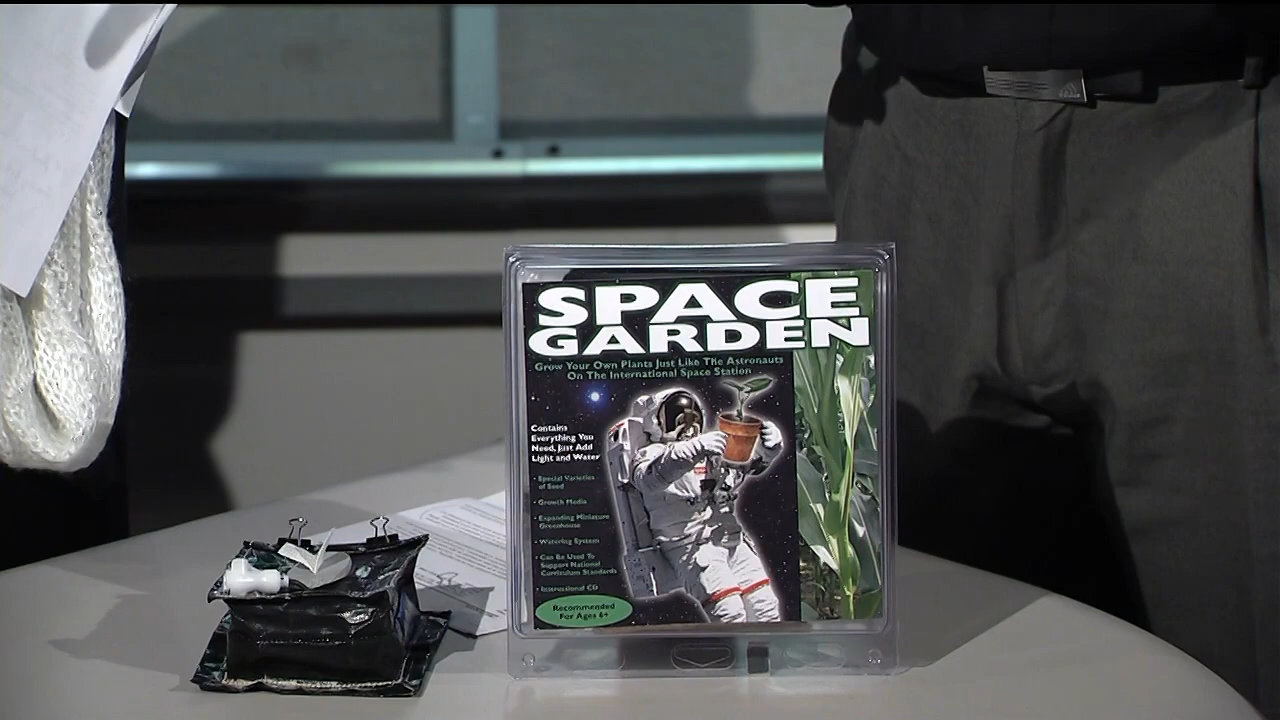 SPACE
GARDEN
Grow Your Own Plants Just Like The Astronauts
On The International Space Station
Contains
Everything You
Need, Just Add
Light and Water
• Special Varieties
of Seed
• Growth Media
• Expanding Miniature
Greenhouse
• Watering System
• Can Be Used To
Support National
Curriculum Standards
• Instructional CD
Recommended
For Ages 6+